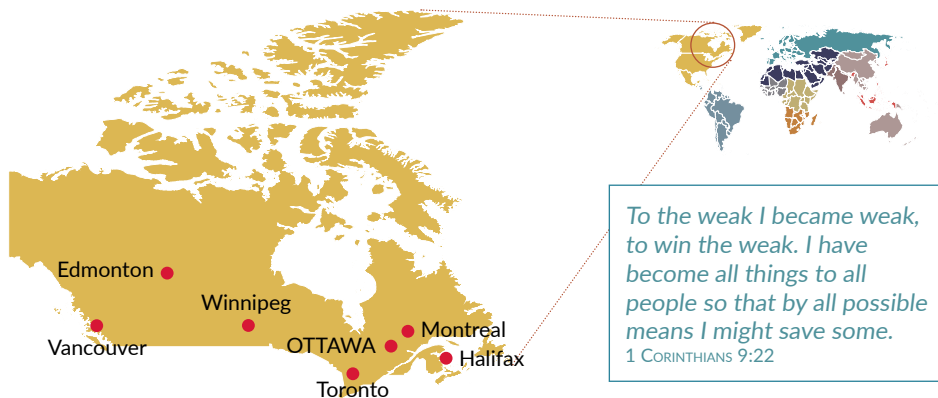 Edmonton
Winnipeg
Vancouver
OTTAWA
Montreal
Halifax
Toronto
To the weak I became weak,
to win the weak. I have
become all things to all
people so that by all possible
means I might save some.
1 Corinthians 9:22